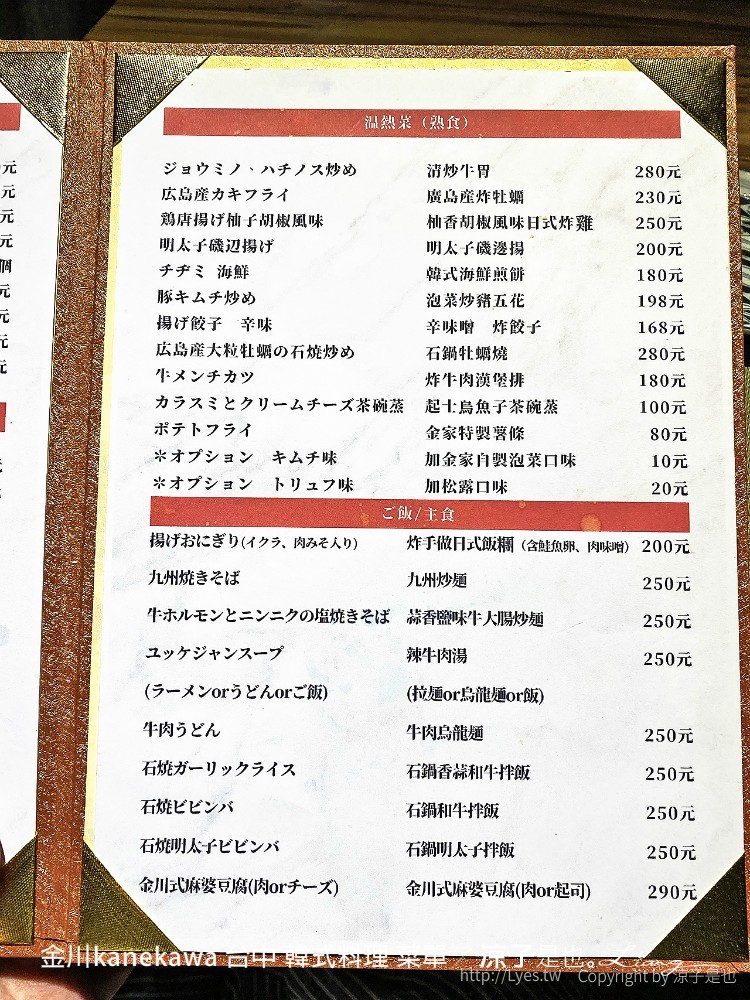 温熱菜（熟食）
ジョウミノ、ハチノス炒め 清炒牛胃 280元
広島産カキフライ 廣島産炸牡蠣 230元
鶏唐揚げ柚子胡椒風味 柚香胡椒風味日式炸雞 250元
明太子磯辺揚げ 明太子磯邊揚 200元
チヂミ 海鮮 韓式海鮮煎餅 180元
豚キムチ炒め 泡菜炒豬五花 198元
揚げ餃子 辛味 辛味噌 炸餃子 168元
広島産大粒牡蠣の石焼炒め 石鍋牡蠣燒 280元
牛メンチカツ 炸牛肉漢堡排 180元
カラスミとクリームチーズ茶碗蒸 起士烏魚子茶碗蒸 100元
ポテトフライ 金家特製薯條 80元
＊オプション キムチ味 加金家自製泡菜口味 10元
＊オプション トリュフ味 加松露口味 20元
ご飯/主食
揚げおにぎり(イクラ、肉みそ入り) 炸手做日式飯糰（含鮭魚卵、肉味噌） 200元
九州焼きそば 九州炒麵 250元
牛ホルモンとニンニクの塩焼きそば 蒜香鹽味牛大腸炒麵 250元
ユッケジャンスープ 辣牛肉湯 250元
(ラーメンorうどんorご飯) (拉麵or烏龍麵or飯)
牛肉うどん 牛肉烏龍麵 250元
石焼ガーリックライス 石鍋香蒜和牛拌飯 250元
石焼ビビンバ 石鍋和牛拌飯 250元
石焼明太子ビビンバ 石鍋明太子拌飯 250元
金川式麻婆豆腐(肉orチーズ) 金川式麻婆豆腐(肉or起司) 290元
金川kanekawa 台中 韓式料理 菜單 涼子是也。
http://Lyes.tw Copyright by 涼子是也